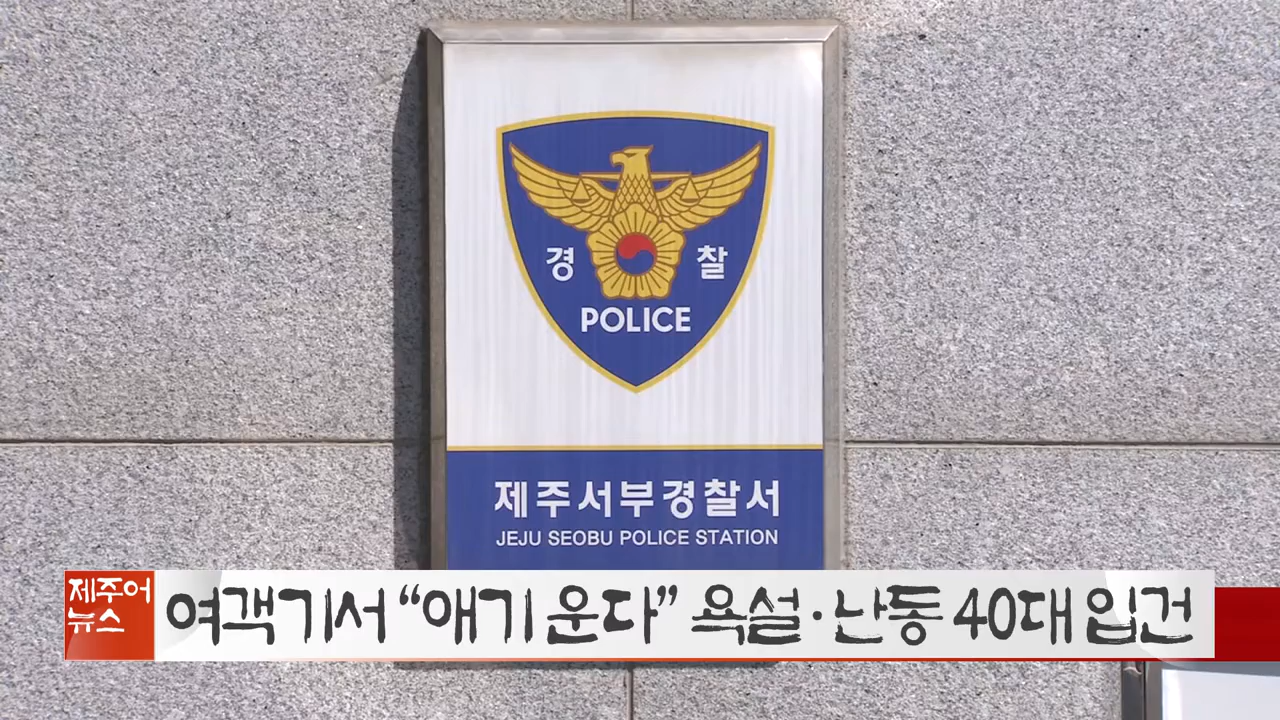 경 찰
POLICE
제주서부경찰서
JEJU SEOBU POLICE STATION
제주어
뉴스
여객기서 “애기 운다” 욕설·난동 40대 입건